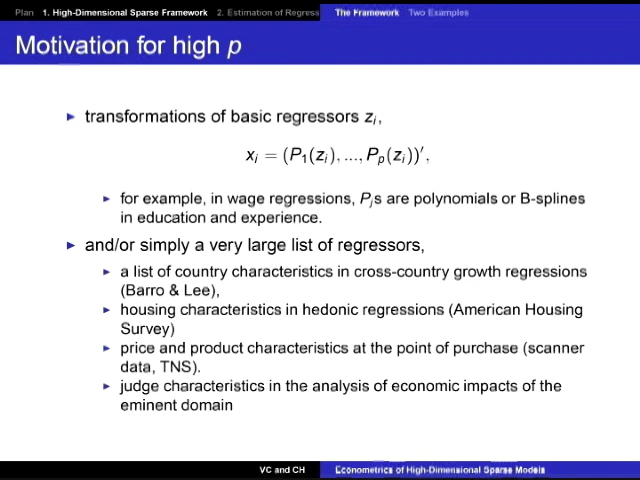 Plan 1. High-Dimensional Sparse Framework 2. Estimation of Regress The Framework Two Examples
Motivation for high p
► transformations of basic regressors zᵢ,
xᵢ = (P₁(zᵢ), ..., Pₚ(zᵢ))′,
► for example, in wage regressions, Pⱼs are polynomials or B-splines
in education and experience.
► and/or simply a very large list of regressors,
► a list of country characteristics in cross-country growth regressions
(Barro & Lee),
► housing characteristics in hedonic regressions (American Housing
Survey)
► price and product characteristics at the point of purchase (scanner
data, TNS).
► judge characteristics in the analysis of economic impacts of the
eminent domain
VC and CH Econometrics of High-Dimensional Sparse Models